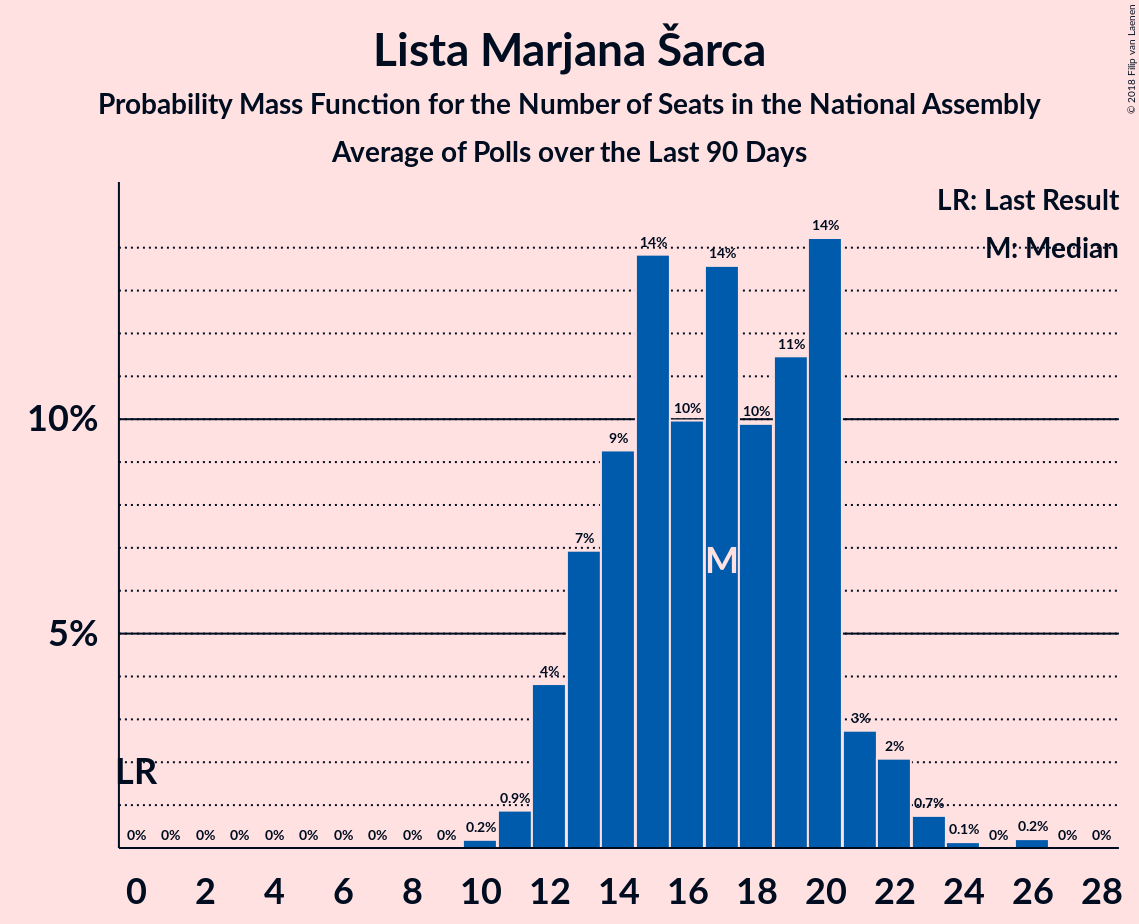 Lista Marjana Šarca
Probability Mass Function for the Number of Seats in the National Assembly
Average of Polls over the Last 90 Days
© 2018 Filip van Laenen
LR: Last Result
M: Median
10%
5%
LR
M
0% 0% 0% 0% 0% 0% 0% 0% 0% 0% 0.2% 0.9% 4% 7% 9% 14% 10% 14% 10% 11% 14% 3% 2% 0.7% 0.1% 0% 0.2% 0% 0%
0 2 4 6 8 10 12 14 16 18 20 22 24 26 28